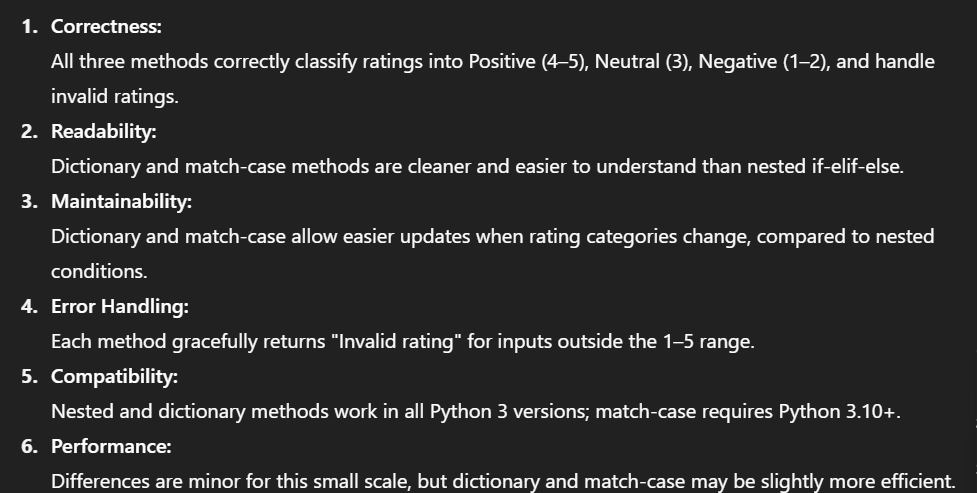 1. Correctness:
All three methods correctly classify ratings into Positive (4–5), Neutral (3), Negative (1–2), and handle
invalid ratings.
2. Readability:
Dictionary and match-case methods are cleaner and easier to understand than nested if-elif-else.
3. Maintainability:
Dictionary and match-case allow easier updates when rating categories change, compared to nested
conditions.
4. Error Handling:
Each method gracefully returns "Invalid rating" for inputs outside the 1–5 range.
5. Compatibility:
Nested and dictionary methods work in all Python 3 versions; match-case requires Python 3.10+.
6. Performance:
Differences are minor for this small scale, but dictionary and match-case may be slightly more efficient.